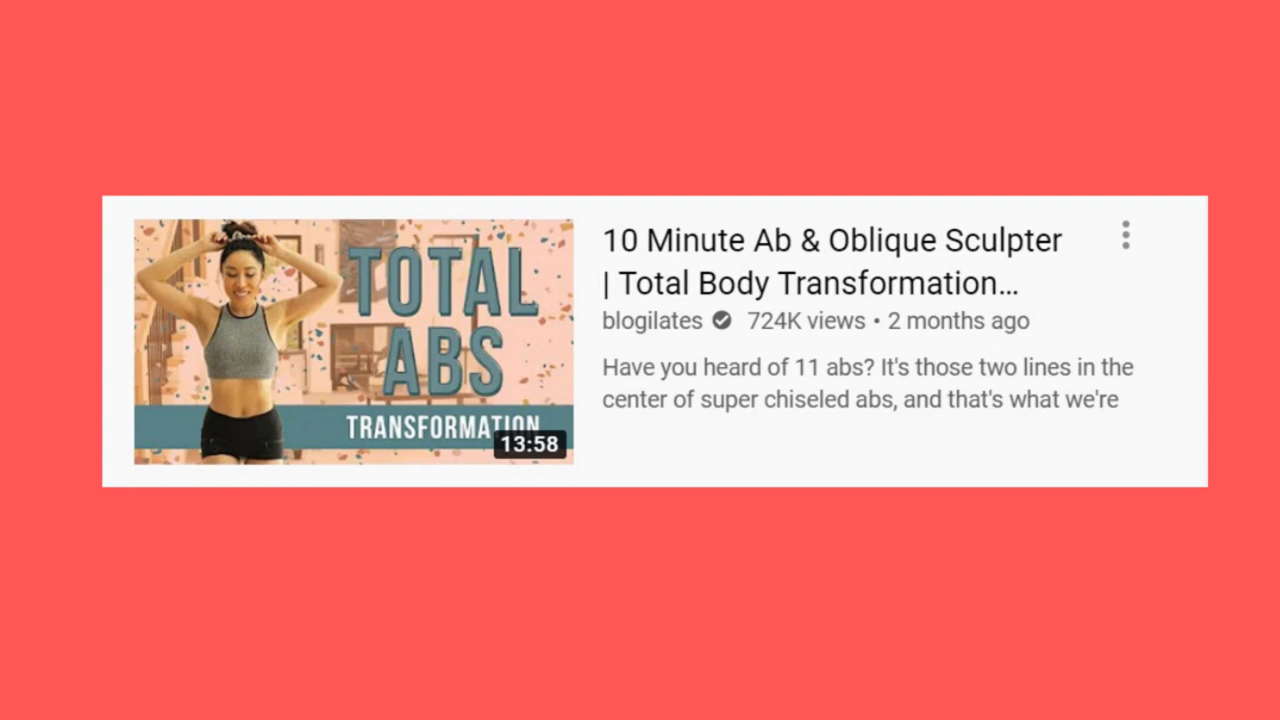 TOTAL
ABS
TRANSFORMATION
13:58
10 Minute Ab & Oblique Sculpter
| Total Body Transformation…
blogilates 724K views • 2 months ago
Have you heard of 11 abs? It's those two lines in the
center of super chiseled abs, and that's what we're